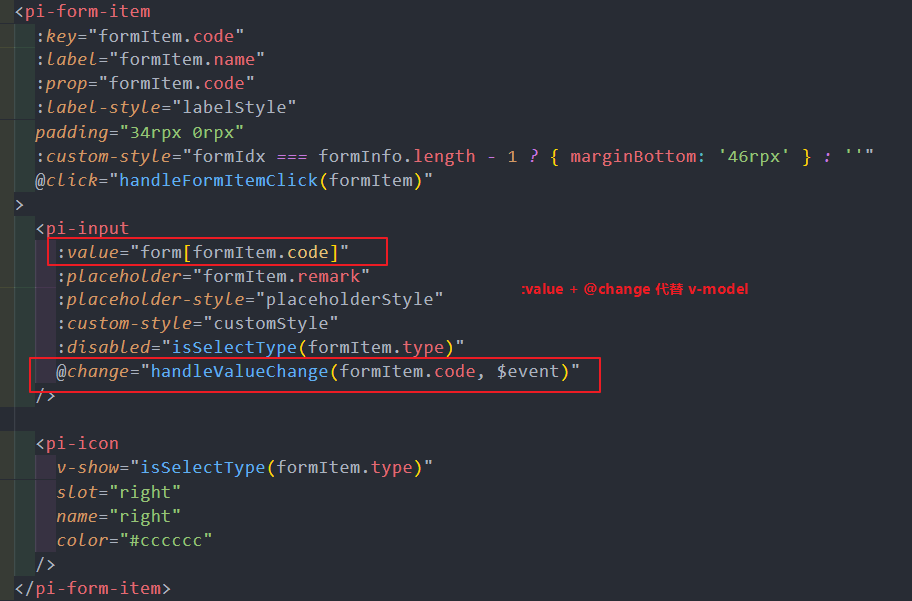 <pi-form-item
:key="formItem.code"
:label="formItem.name"
:prop="formItem.code"
:label-style="labelStyle"
padding="34rpx 0rpx"
:custom-style="formIdx === formInfo.length - 1 ? { marginBottom: '46rpx' } : ''"
@click="handleFormItemClick(formItem)"
>
<pi-input
:value="form[formItem.code]"
:placeholder="formItem.remark"
:placeholder-style="placeholderStyle"
:value + @change 代替 v-model
:custom-style="customStyle"
:disabled="isSelectType(formItem.type)"
@change="handleValueChange(formItem.code, $event)"
/>
<pi-icon
v-show="isSelectType(formItem.type)"
slot="right"
name="right"
color="#cccccc"
/>
</pi-form-item>